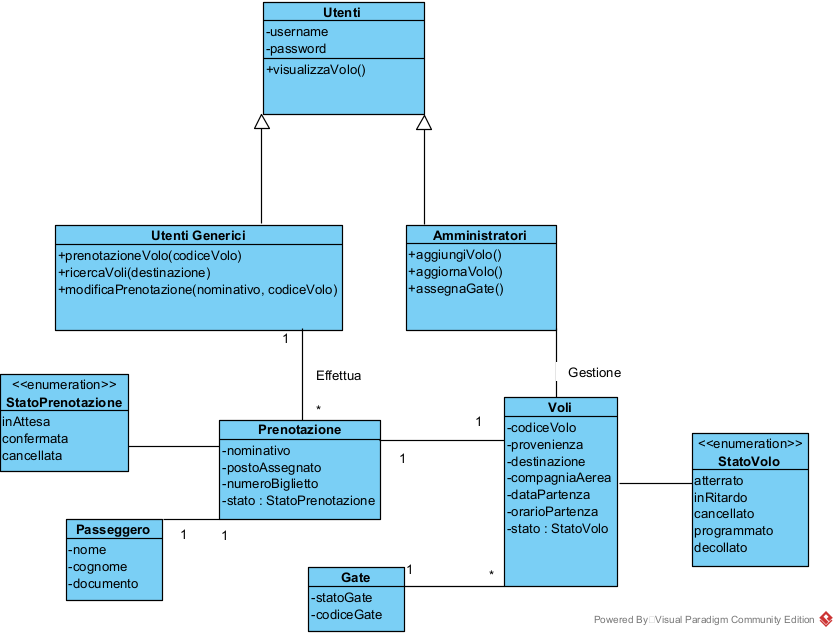 Utenti
-username
-password
+visualizzaVolo()
Utenti Generici
+prenotazioneVolo(codiceVolo)
+ricercaVoli(destinazione)
+modificaPrenotazione(nominativo, codiceVolo)
Amministratori
+aggiungiVolo()
+aggiornaVolo()
+assegnaGate()
1
Effettua
*
Gestione
<<enumeration>>
StatoPrenotazione
inAttesa
confermata
cancellata
Prenotazione
-nominativo
-postoAssegnato
-numeroBiglietto
-stato : StatoPrenotazione
1
1
Voli
-codiceVolo
-provenienza
-destinazione
-compagniaAerea
-dataPartenza
-orarioPartenza
-stato : StatoVolo
<<enumeration>>
StatoVolo
atterrato
inRitardo
cancellato
programmato
decollato
Passeggero
-nome
-cognome
-documento
1
1
Gate
-statoGate
-codiceGate
1
*
Powered By Visual Paradigm Community Edition